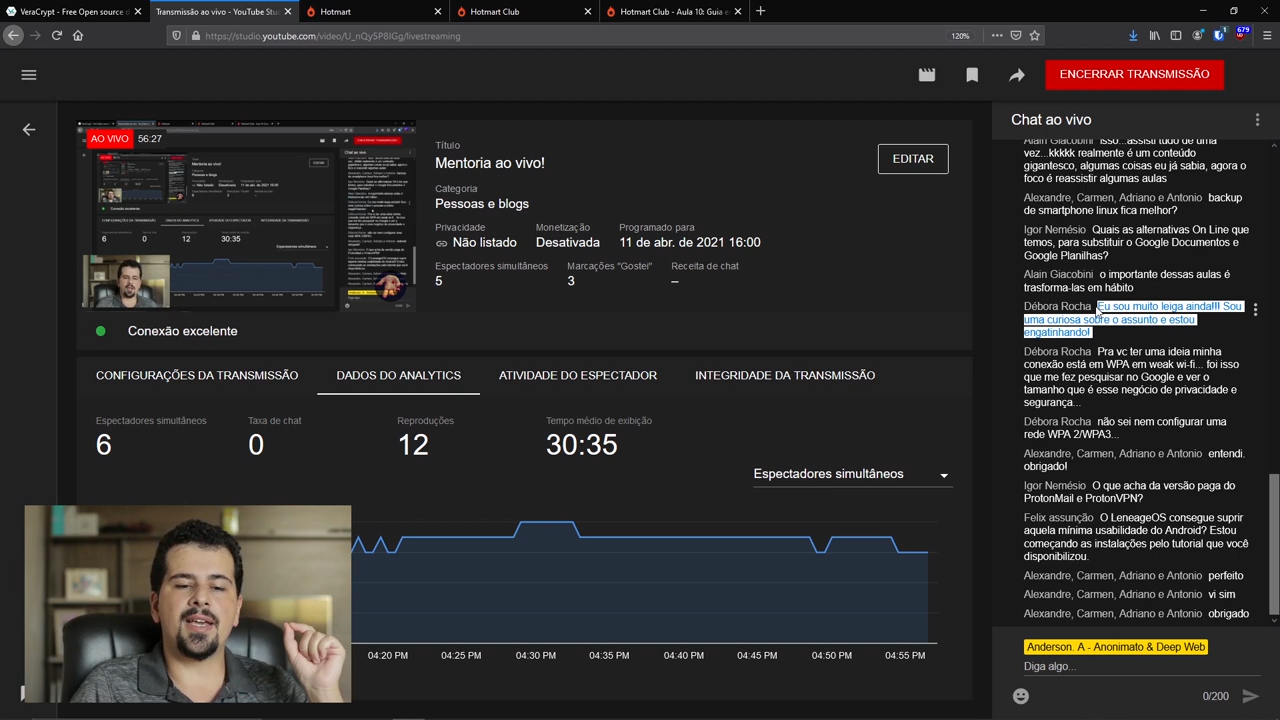 VeraCrypt - Free Open source d
Transmissão ao vivo - YouTube Stu
Hotmart
Hotmart Club
Hotmart Club - Aula 10: Guia e
https://studio.youtube.com/video/U_nQy5P8IGg/livestreaming
120%
679
1
ENCERRAR TRANSMISSÃO
AO VIVO 56:27
Título
Mentoria ao vivo!
EDITAR
Categoria
Pessoas e blogs
Privacidade
Não listado
Monetização
Desativada
Programado para
11 de abr. de 2021 16:00
Espectadores simultâneos
5
Marcações "Gostei"
3
Receita de chat
–
Conexão excelente
CONFIGURAÇÕES DA TRANSMISSÃO
DADOS DO ANALYTICS
ATIVIDADE DO ESPECTADOR
INTEGRIDADE DA TRANSMISSÃO
Espectadores simultâneos
6
Taxa de chat
0
Reproduções
12
Tempo médio de exibição
30:35
Espectadores simultâneos
04:20 PM
04:25 PM
04:30 PM
04:35 PM
04:40 PM
04:45 PM
04:50 PM
04:55 PM
Chat ao vivo
Alain Giacobini isso...assisti tudo de uma
vez...kkkkk realmente é um conteúdo
gigontesco, algumas coisas eu já sabia, agora o
foco é reassistir algumas aulas
Alexandre, Carmen, Adriano e Antonio barrup
de smartphone linux fica melhor?
Igor Nemésio Quais as alternativas On Line que
temos para substituir o Google Documentos e
Google Planilhas?
Alain Giacobini o importante dessas aulas é
trasforma-las em hábito
Débora Rocha Eu sou muito leiga ainda!!! Sou
uma curiosa sobre o assunto e estou
engatinhando!
Débora Rocha Pra vc ter uma ideia minha
conexão está em WPA em weak wi-fi... foi isso
que me fez pesquisar no Google e ver o
tamanho que é esse negócio de privacidade e
segurança...
Débora Rocha não sei nem configurar uma
rede WPA 2/WPA3...
Alexandre, Carmen, Adriano e Antonio entendi.
obrigado!
Igor Nemésio O que acha da versão paga do
ProtonMail e ProtonVPN?
Felix assunção O LeneageOS consegue suprir
aquela mínima usabilidade do Android? Estou
começando as instalações pelo tutorial que você
disponibilizou.
Alexandre, Carmen, Adriano e Antonio perfeito
Alexandre, Carmen, Adriano e Antonio vi sim
Alexandre, Carmen, Adriano e Antonio obrigado
Anderson. A - Anonimato & Deep Web
Diga algo...
0/200